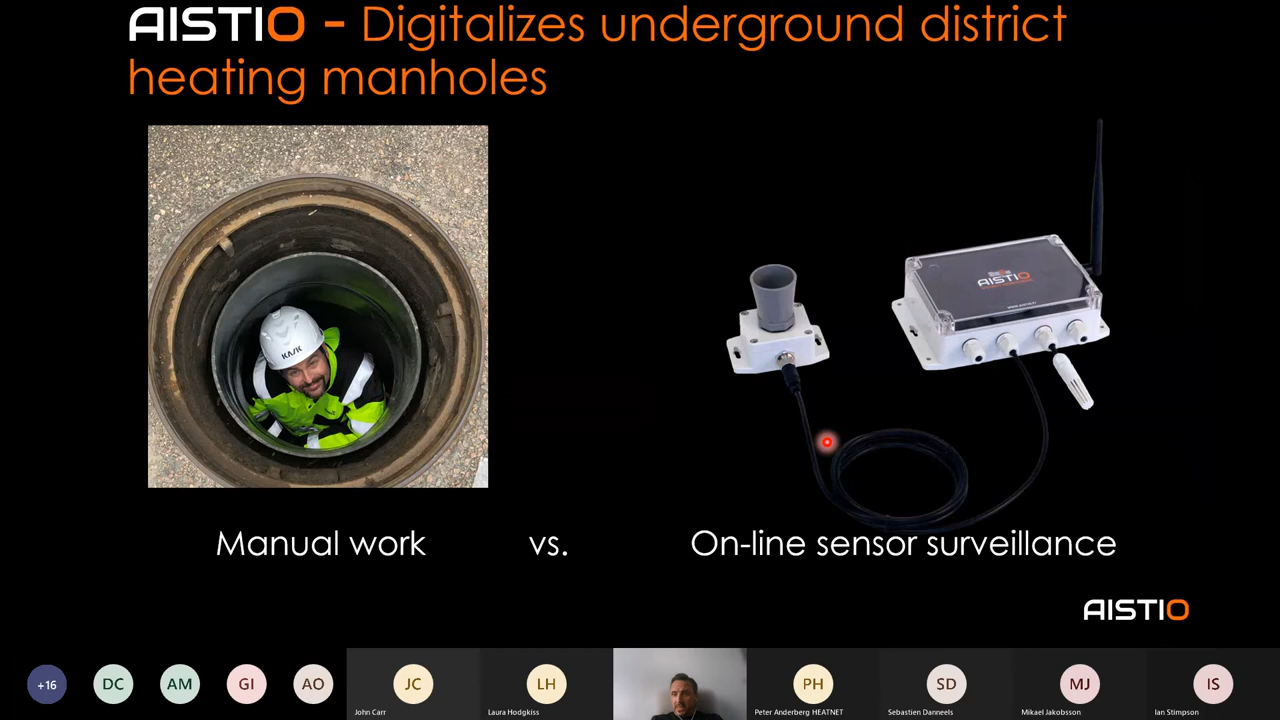 AISTIO - Digitalizes underground district
heating manholes
KASK
AISTIO
Manual work vs. On-line sensor surveillance
AISTIO
+16 DC AM GI AO JC LH PH SD MJ IS
John Carr Laura Hodgkiss Peter Anderberg HEATNET Sebastien Danneels Mikael Jakobsson Ian Stimpson